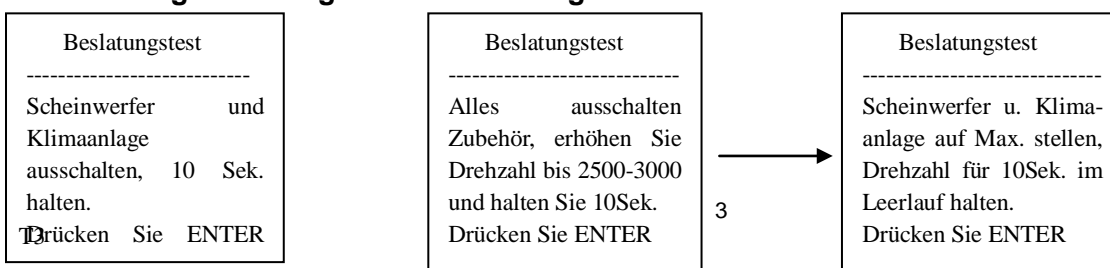 Beslatungstest
----------------------------
Scheinwerfer und
Klimaanlage
ausschalten, 10 Sek.
halten.
Drücken Sie ENTER
Beslatungstest
-----------------------------
Alles ausschalten
Zubehör, erhöhen Sie
Drehzahl bis 2500-3000
und halten Sie 10Sek.
Drücken Sie ENTER
3
Beslatungstest
------------------------------
Scheinwerfer u. Klima-
anlage auf Max. stellen,
Drehzahl für 10Sek. im
Leerlauf halten.
Drücken Sie ENTER